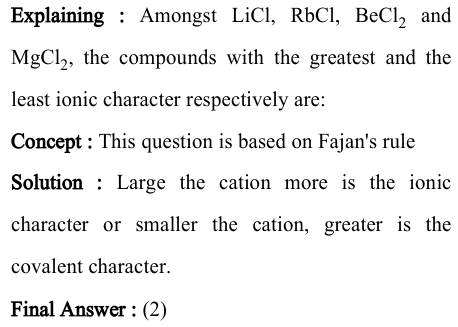 Explaining : Amongst LiCl, RbCl, BeCl₂ and
MgCl₂, the compounds with the greatest and the
least ionic character respectively are:
Concept : This question is based on Fajan's rule
Solution : Large the cation more is the ionic
character or smaller the cation, greater is the
covalent character.
Final Answer : (2)